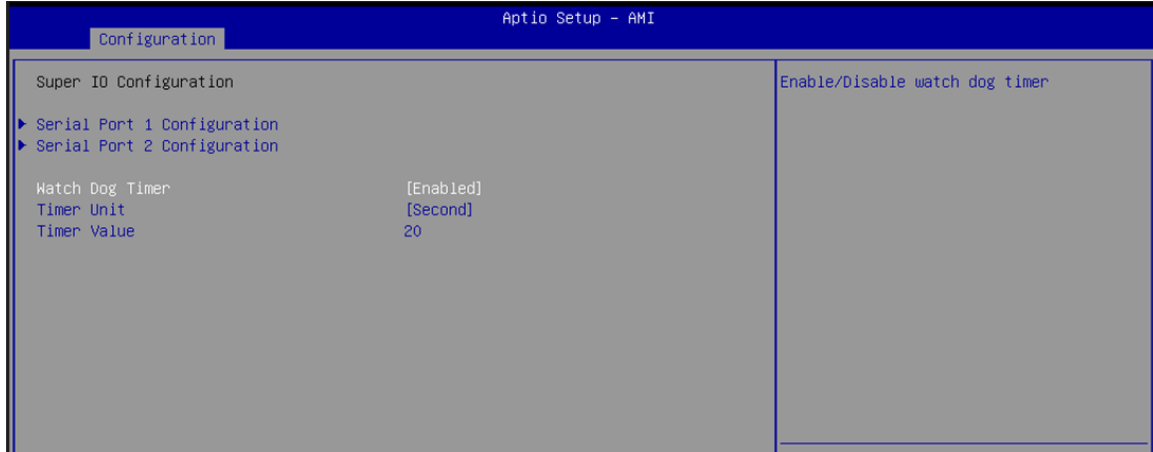 Aptio Setup – AMI
Configuration
Super IO Configuration
Serial Port 1 Configuration
Serial Port 2 Configuration
Watch Dog Timer [Enabled]
Timer Unit [Second]
Timer Value 20
Enable/Disable watch dog timer